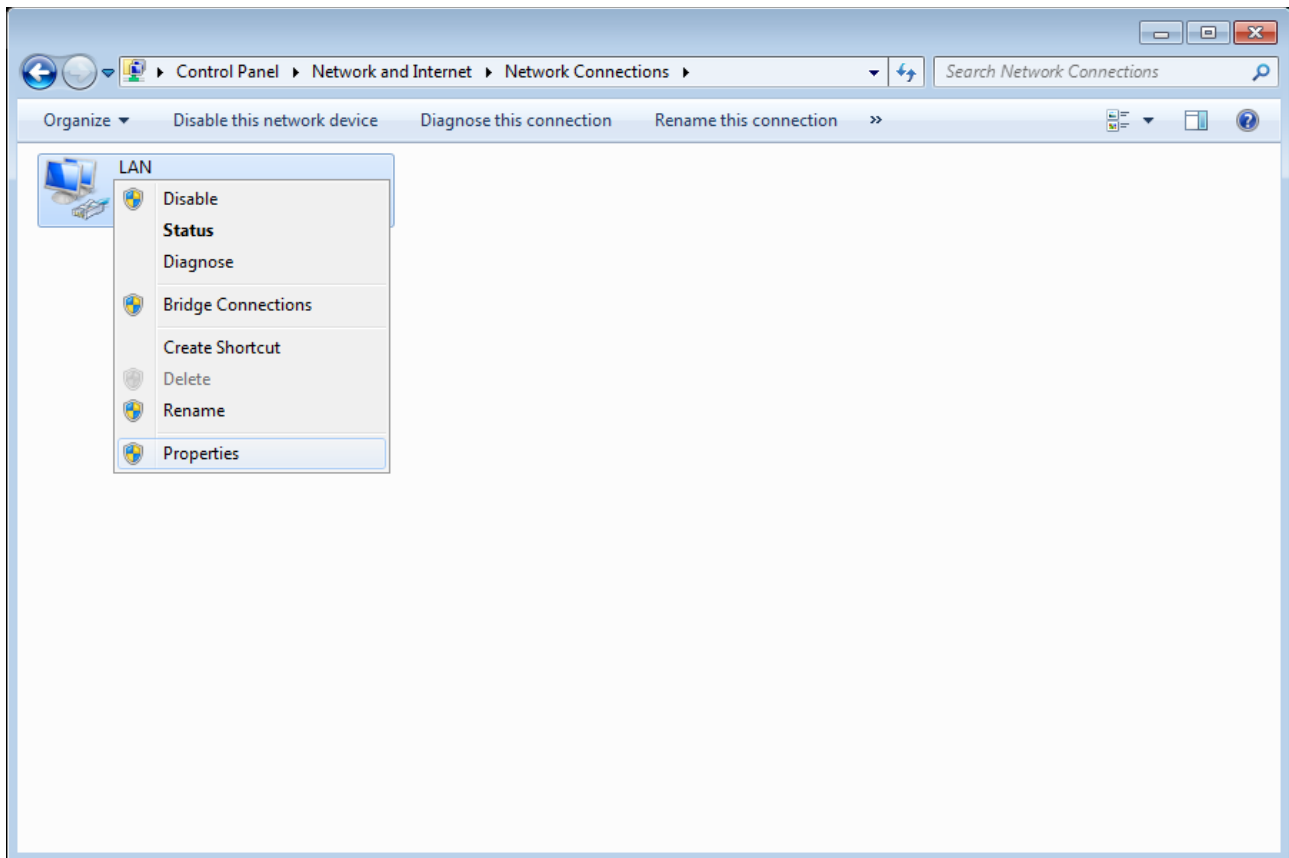 Control Panel Network and Internet Network Connections
Search Network Connections
Organize Disable this network device Diagnose this connection Rename this connection »
LAN
Disable
Status
Diagnose
Bridge Connections
Create Shortcut
Delete
Rename
Properties